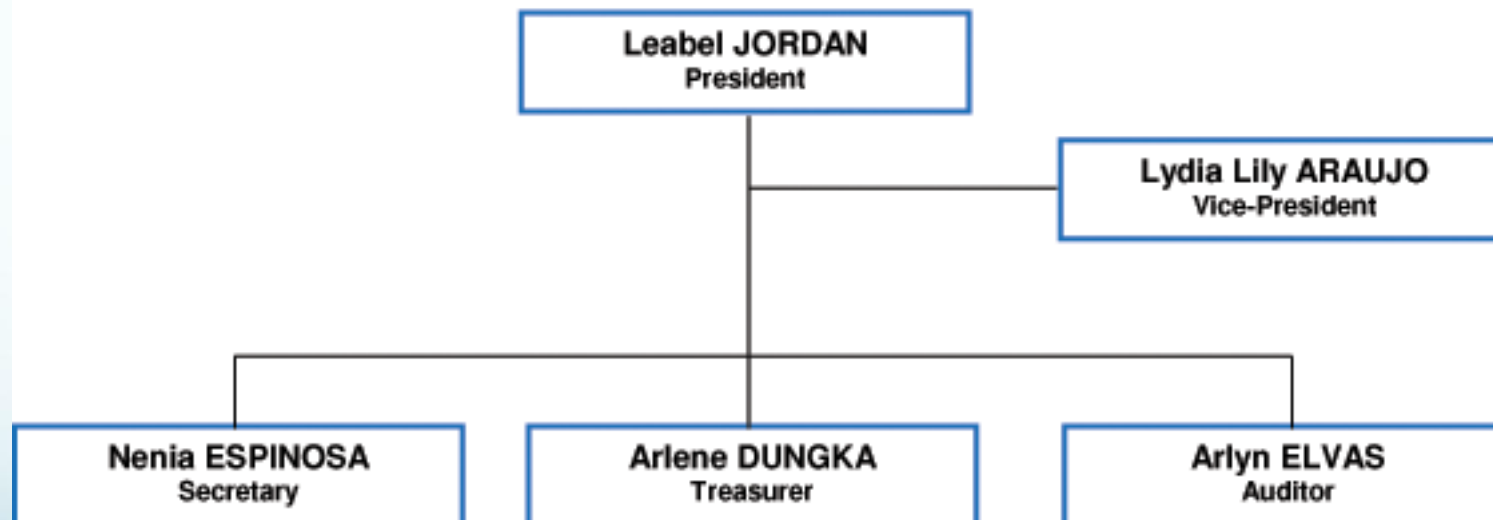 Leabel JORDAN
President
Lydia Lily ARAUJO
Vice-President
Nenia ESPINOSA
Secretary
Arlene DUNGKA
Treasurer
Arlyn ELVAS
Auditor